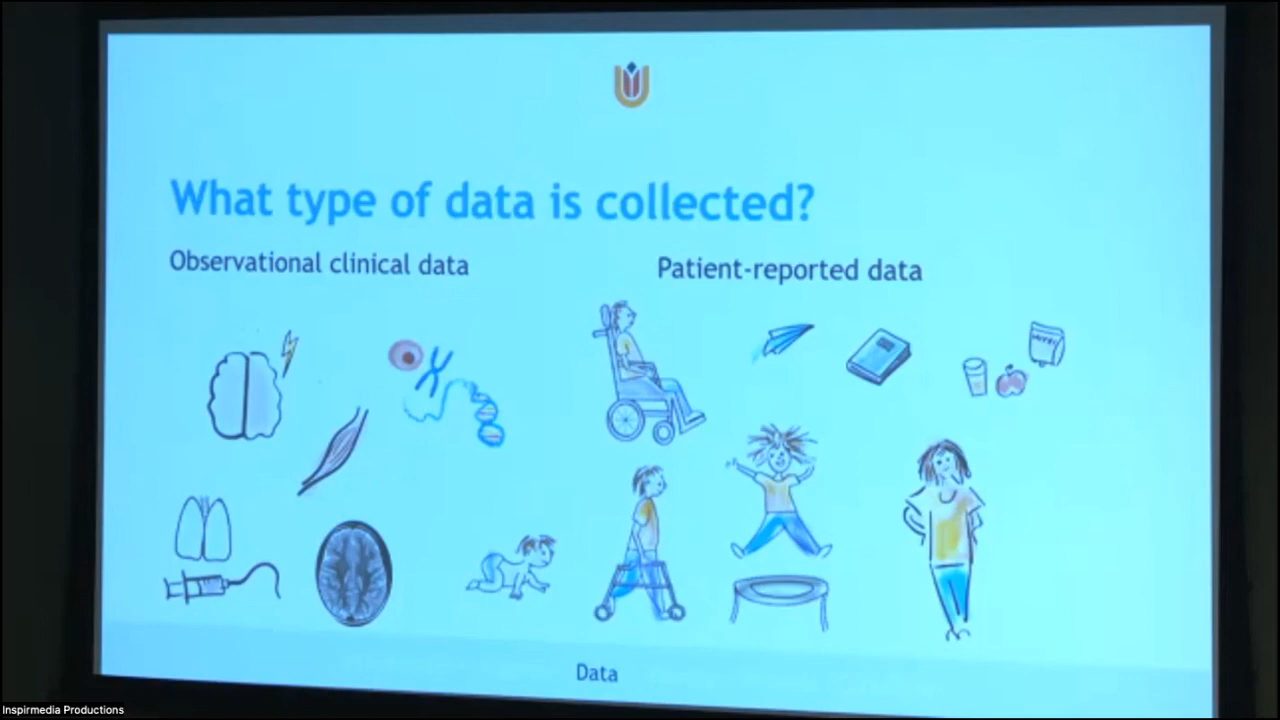 What type of data is collected?
Observational clinical data
Patient-reported data
Data
Inspirmedia Productions